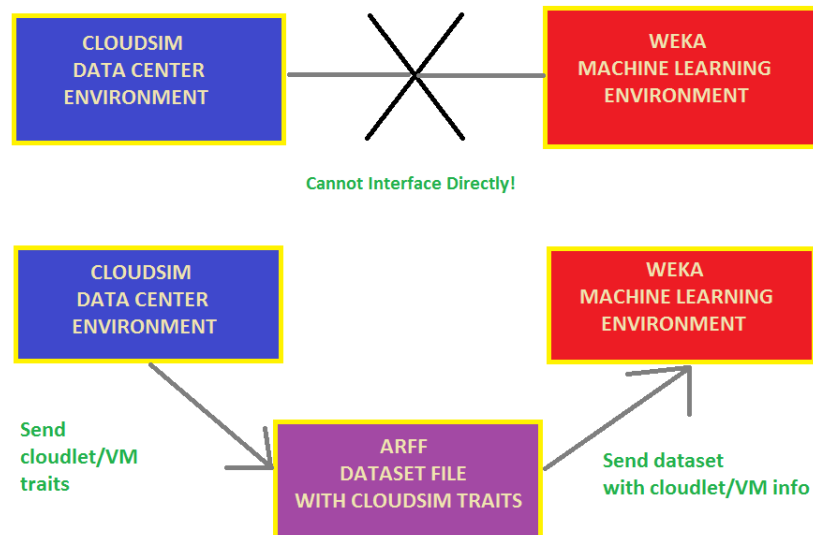 CLOUDSIM
DATA CENTER
ENVIRONMENT
WEKA
MACHINE LEARNING
ENVIRONMENT
Cannot Interface Directly!
CLOUDSIM
DATA CENTER
ENVIRONMENT
WEKA
MACHINE LEARNING
ENVIRONMENT
Send
cloudlet/VM
traits
ARFF
DATASET FILE
WITH CLOUDSIM TRAITS
Send dataset
with cloudlet/VM info